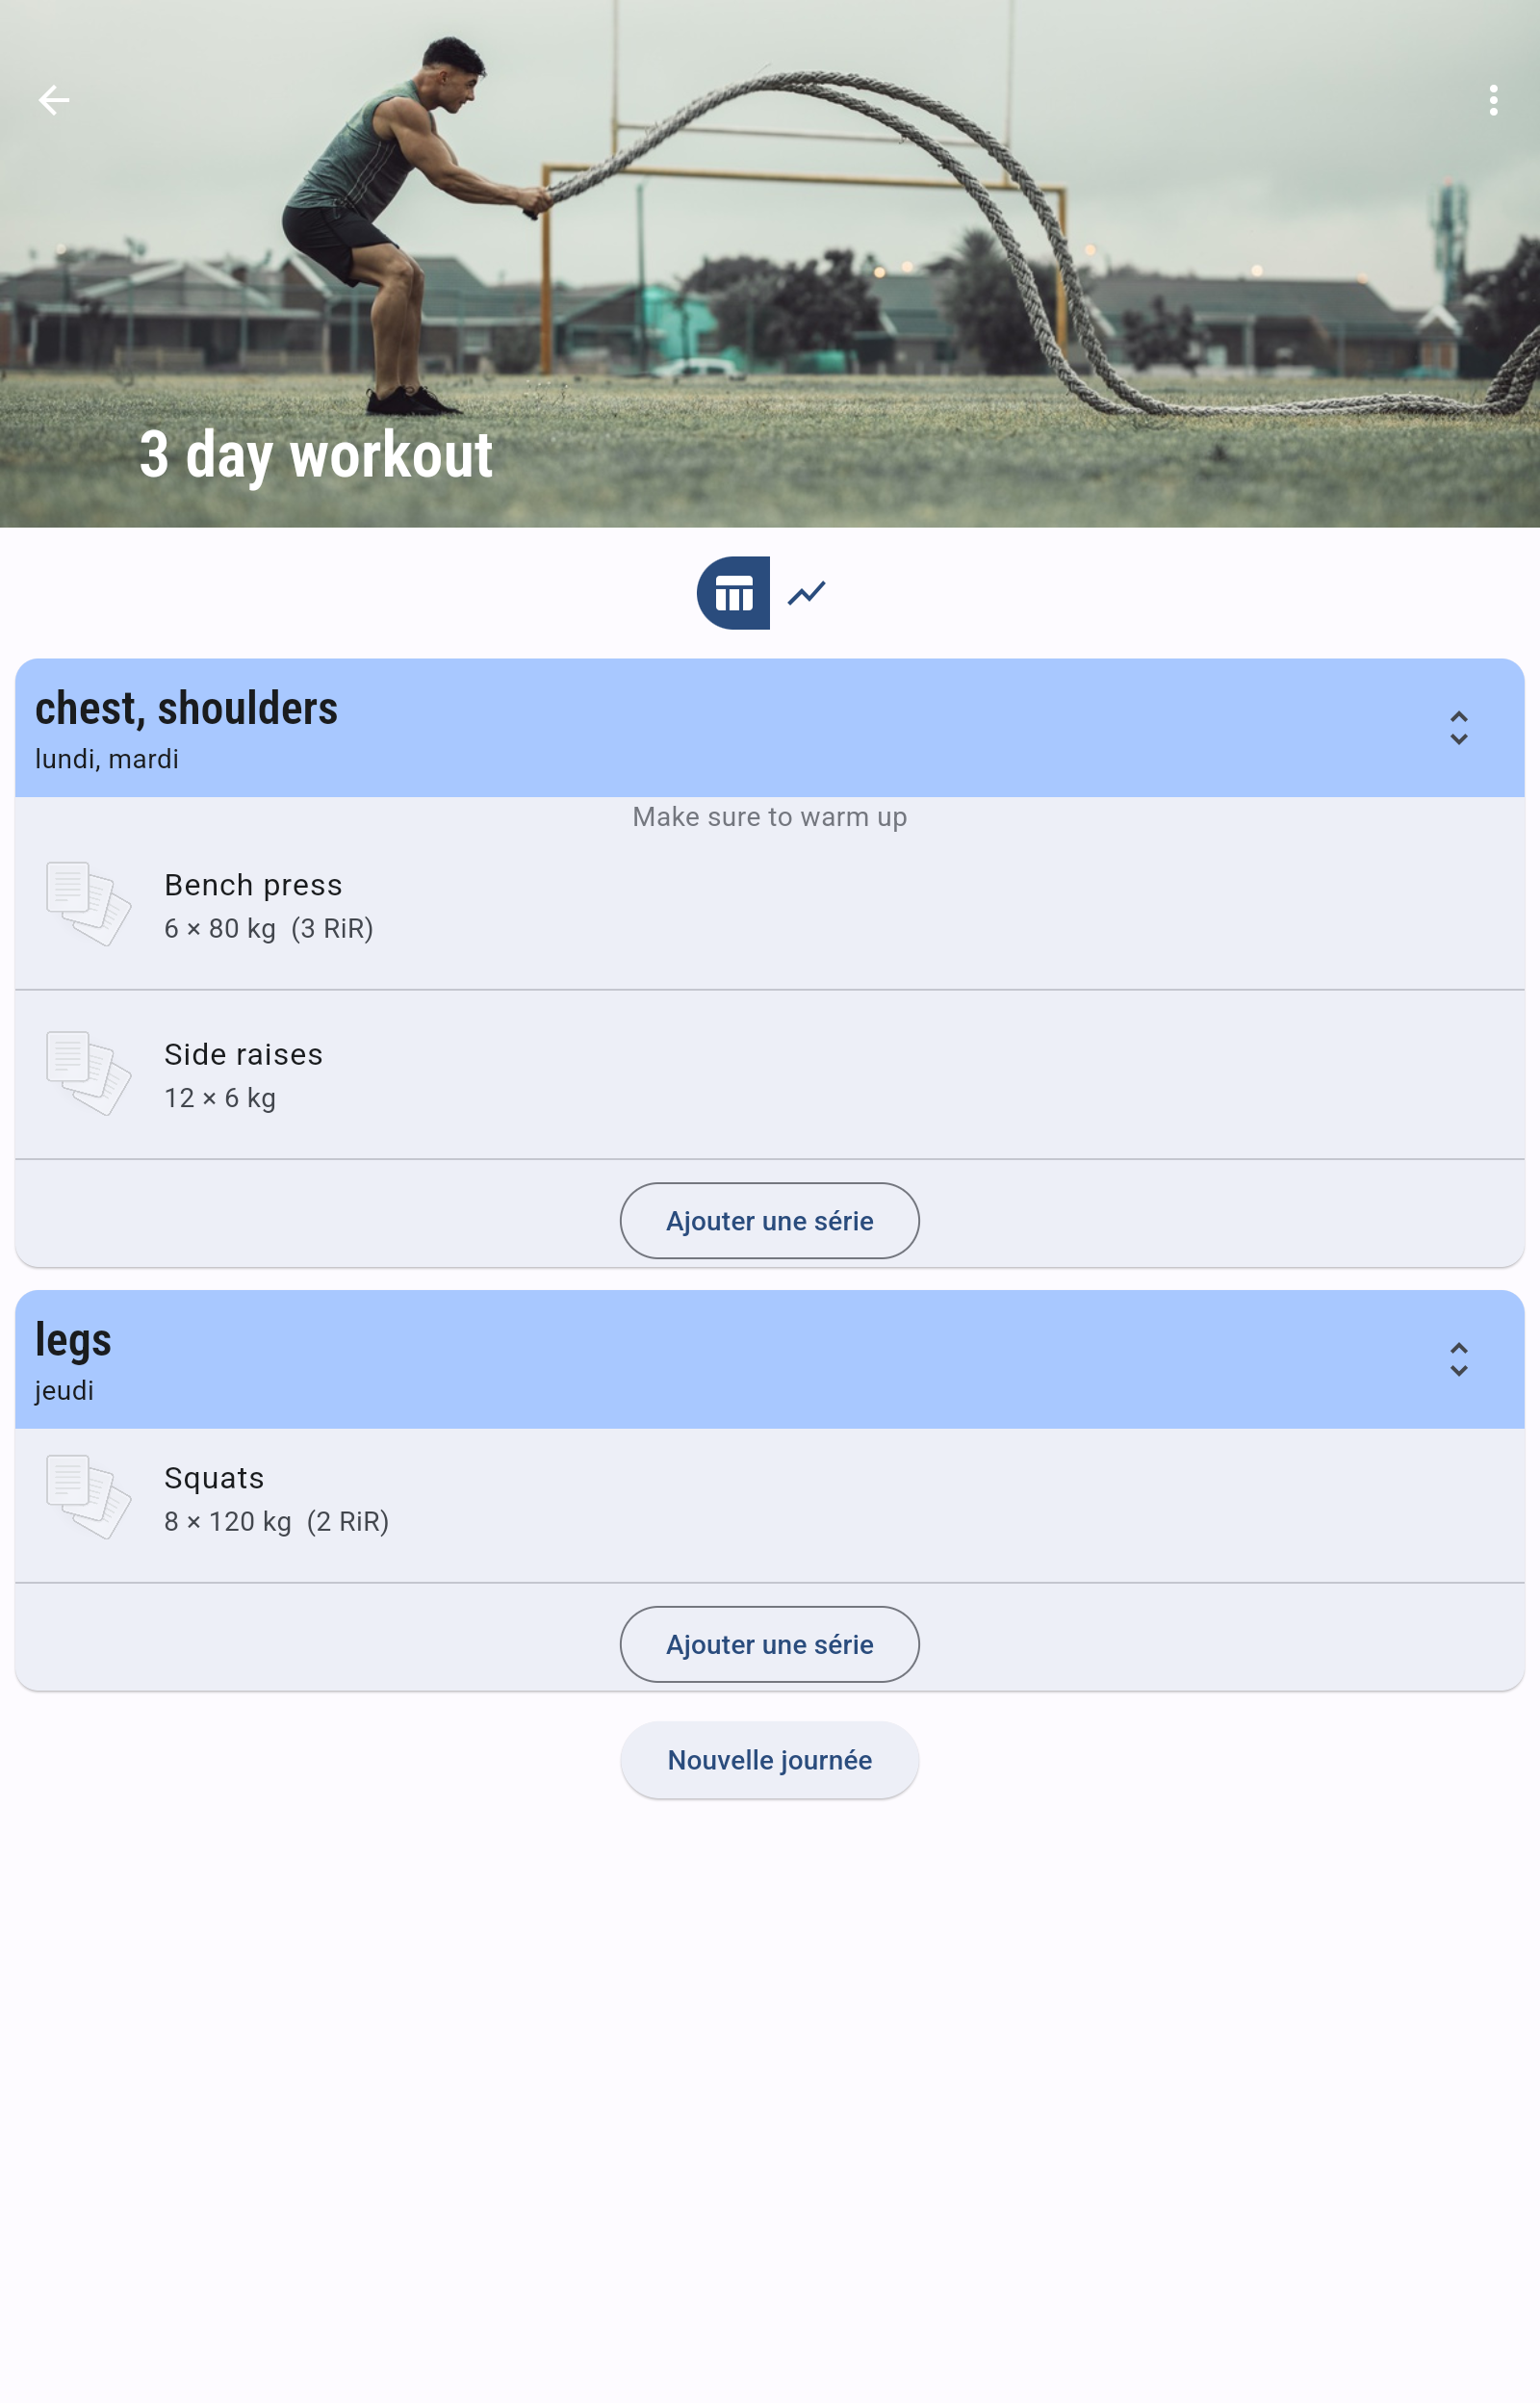 3 day workout
chest, shoulders
lundi, mardi
Make sure to warm up
Bench press
6 × 80 kg  (3 RiR)
Side raises
12 × 6 kg
Ajouter une série
legs
jeudi
Squats
8 × 120 kg  (2 RiR)
Ajouter une série
Nouvelle journée